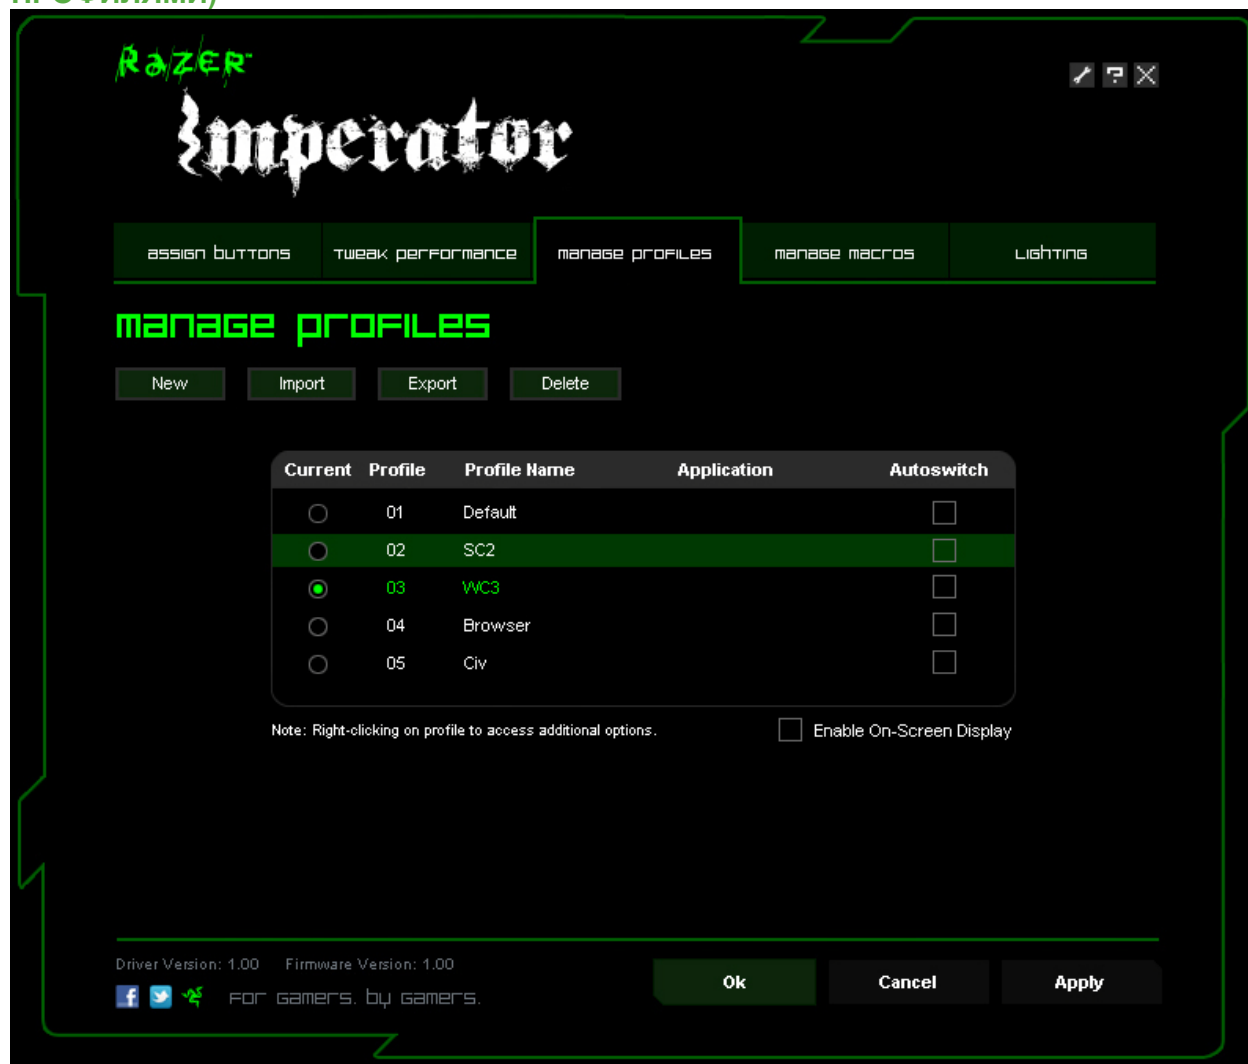 ПРОФИЛЯМИ)
RAZER™
Imperator
assign buttons
tweak performance
manage profiles
manage macros
Lighting
manage profiles
New Import Export Delete
Current Profile Profile Name Application Autoswitch
01 Default
02 SC2
03 WC3
04 Browser
05 Civ
Note: Right-clicking on profile to access additional options.
Enable On-Screen Display
Driver Version: 1.00 Firmware Version: 1.00
For gamers. by gamers.
Ok Cancel Apply